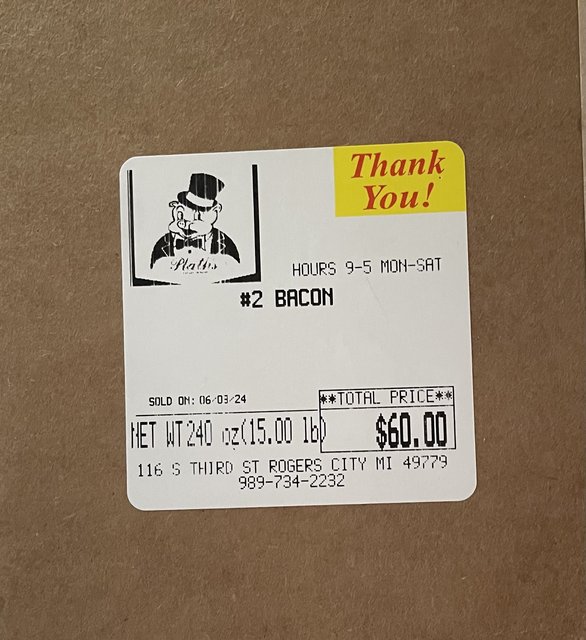 Thank
You!
Plath's
HOURS 9-5 MON-SAT
#2 BACON
SOLD ON: 06/03/24
**TOTAL PRICE**
NET WT 240 oz(15.00 lb)
$60.00
116 S THIRD ST ROGERS CITY MI 49779
989-734-2232